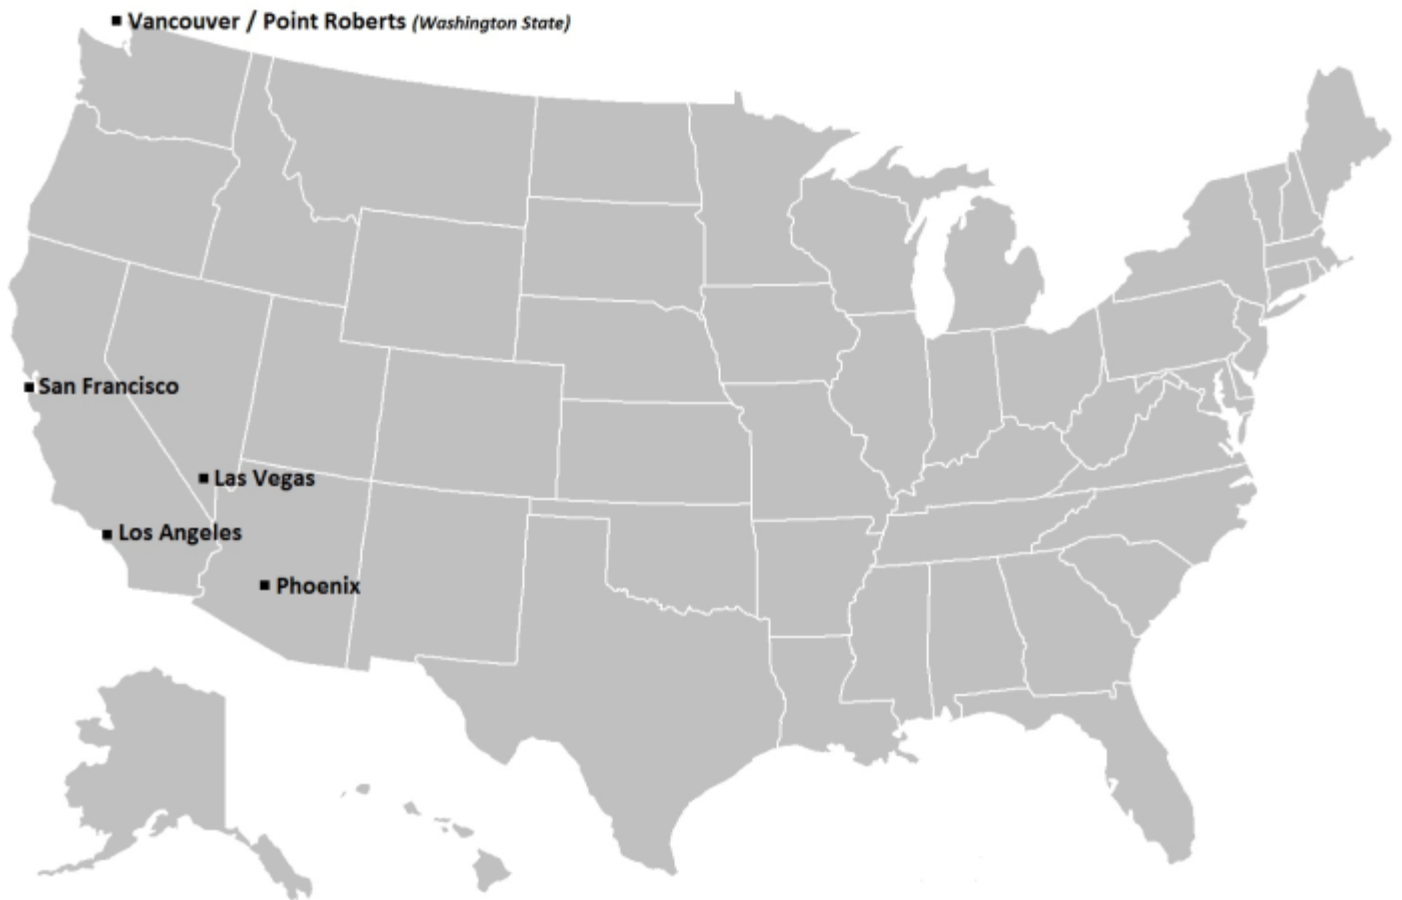 Vancouver / Point Roberts (Washington State)
San Francisco
Las Vegas
Los Angeles
Phoenix